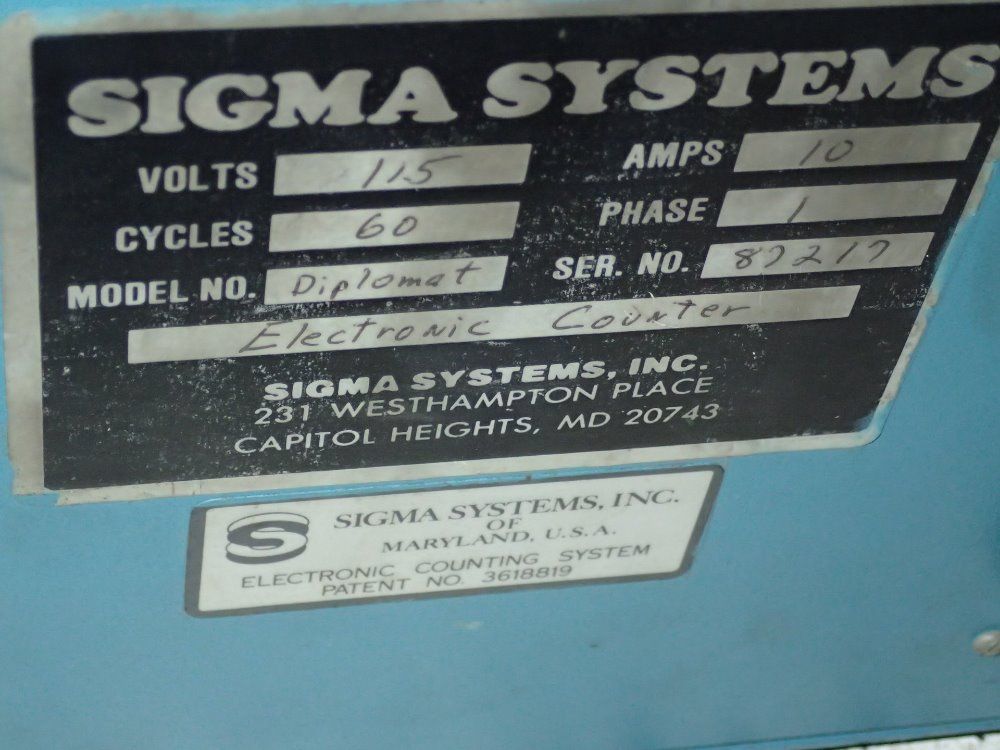 SIGMA SYSTEMS
VOLTS 115 AMPS 10
CYCLES 60 PHASE 1
MODEL NO. Diplomat SER. NO. 87217
Electronic Counter
SIGMA SYSTEMS, INC.
231 WESTHAMPTON PLACE
CAPITOL HEIGHTS, MD 20743
S SIGMA SYSTEMS, INC.
OF
MARYLAND, U.S.A.
ELECTRONIC COUNTING SYSTEM
PATENT NO. 3618819